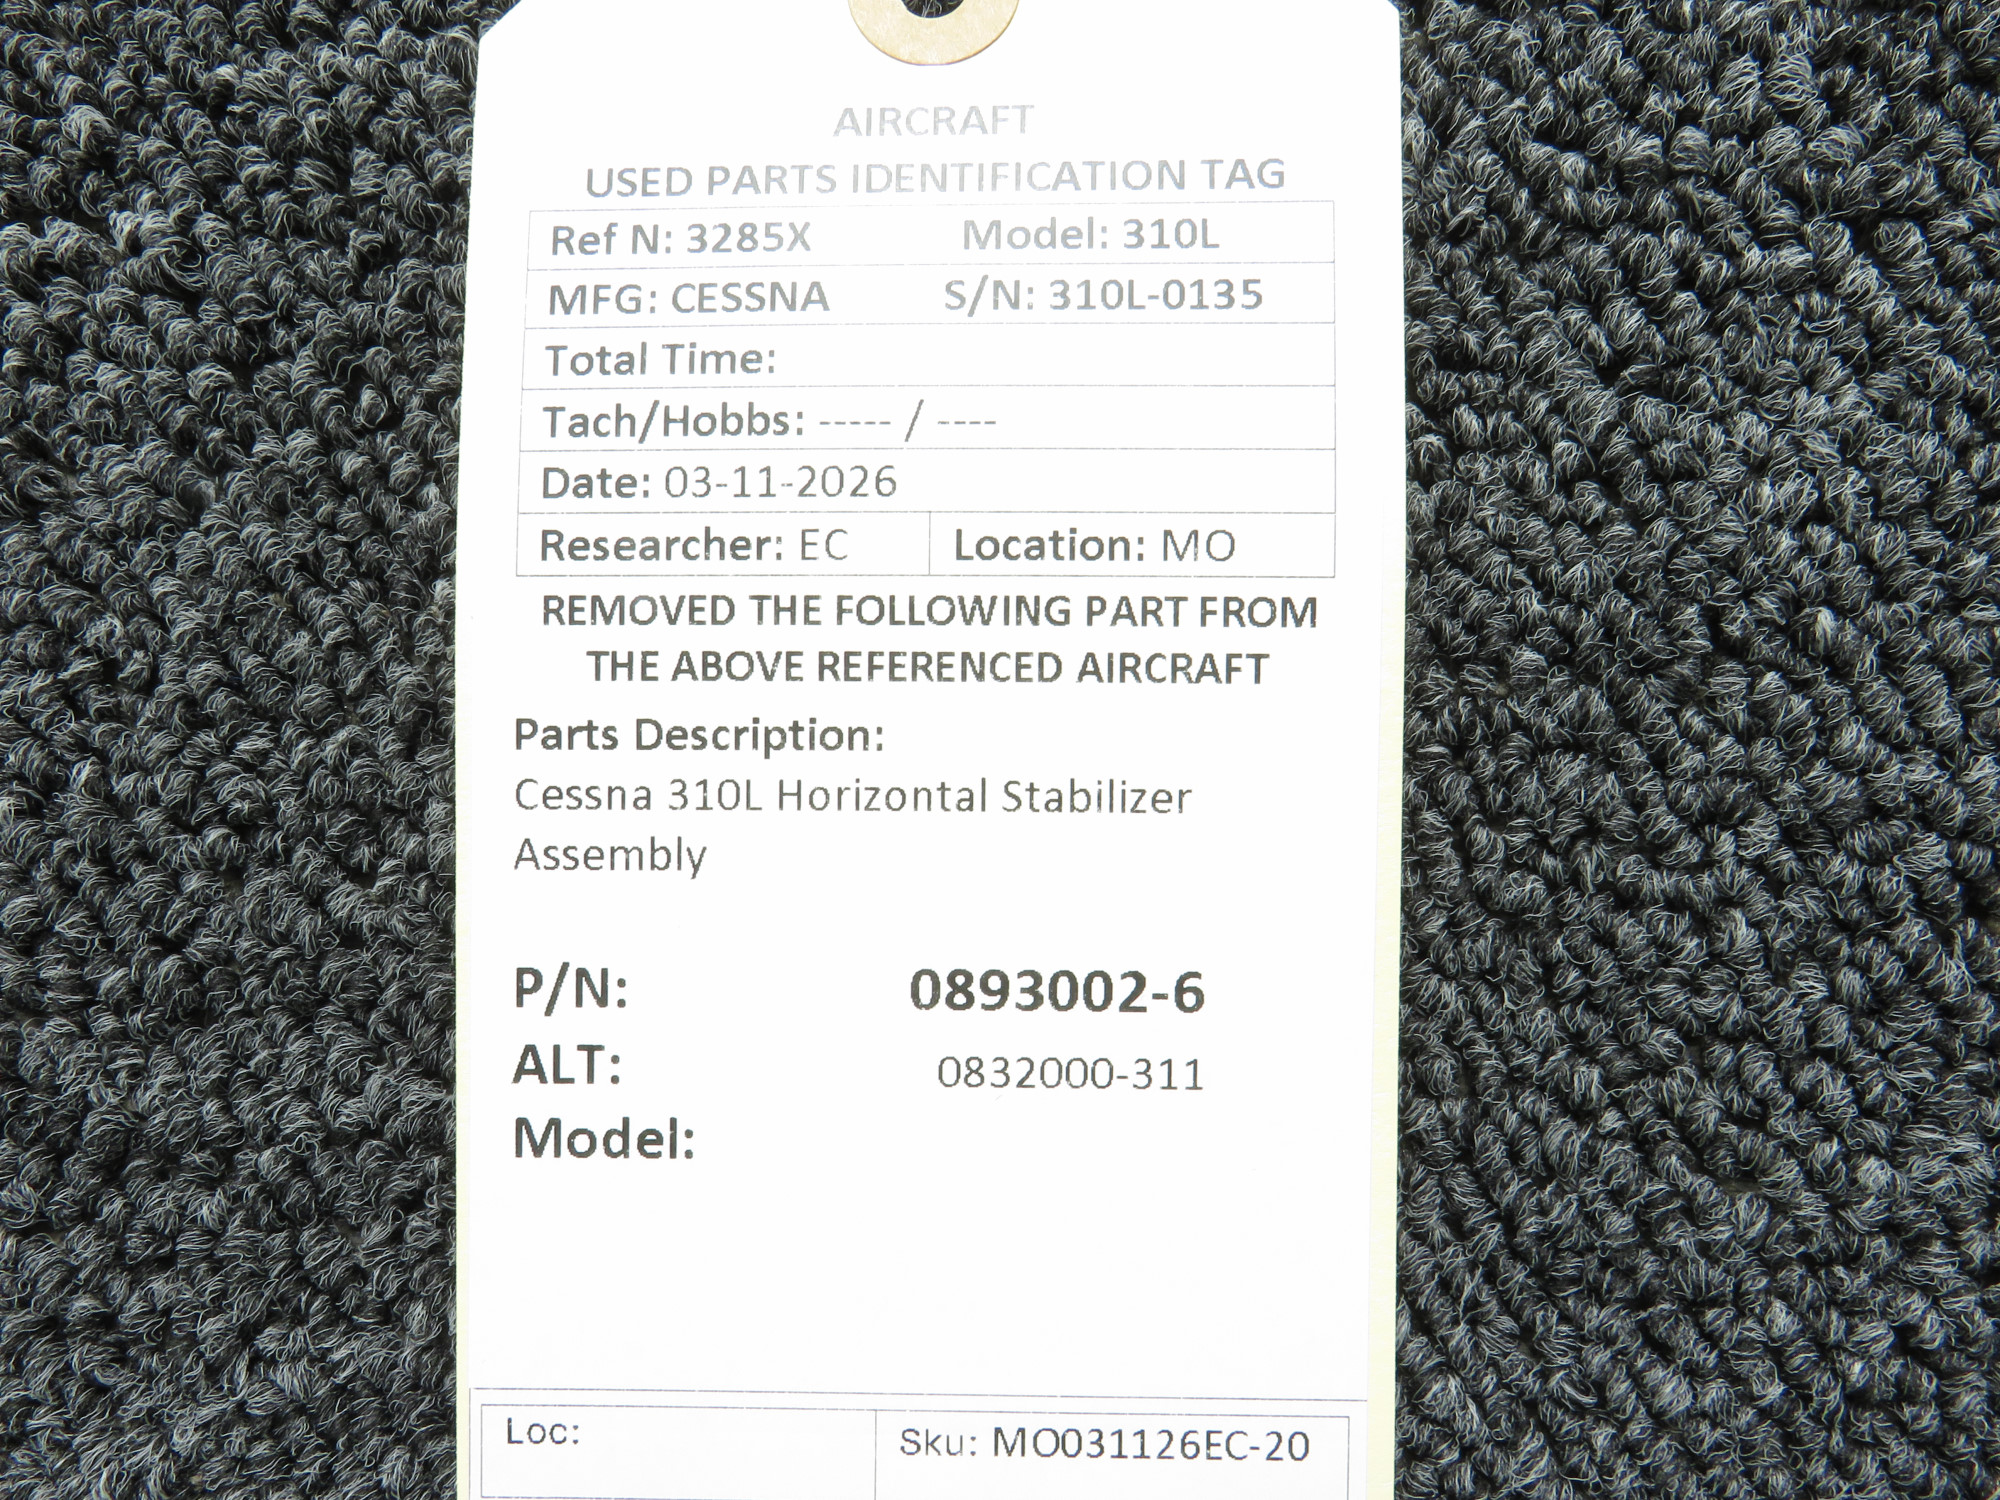 AIRCRAFT
USED PARTS IDENTIFICATION TAG
Ref N: 3285X Model: 310L
MFG: CESSNA S/N: 310L-0135
Total Time:
Tach/Hobbs: ----- / ----
Date: 03-11-2026
Researcher: EC Location: MO
REMOVED THE FOLLOWING PART FROM
THE ABOVE REFERENCED AIRCRAFT
Parts Description:
Cessna 310L Horizontal Stabilizer
Assembly
P/N: 0893002-6
ALT: 0832000-311
Model:
Loc: Sku: MO031126EC-20